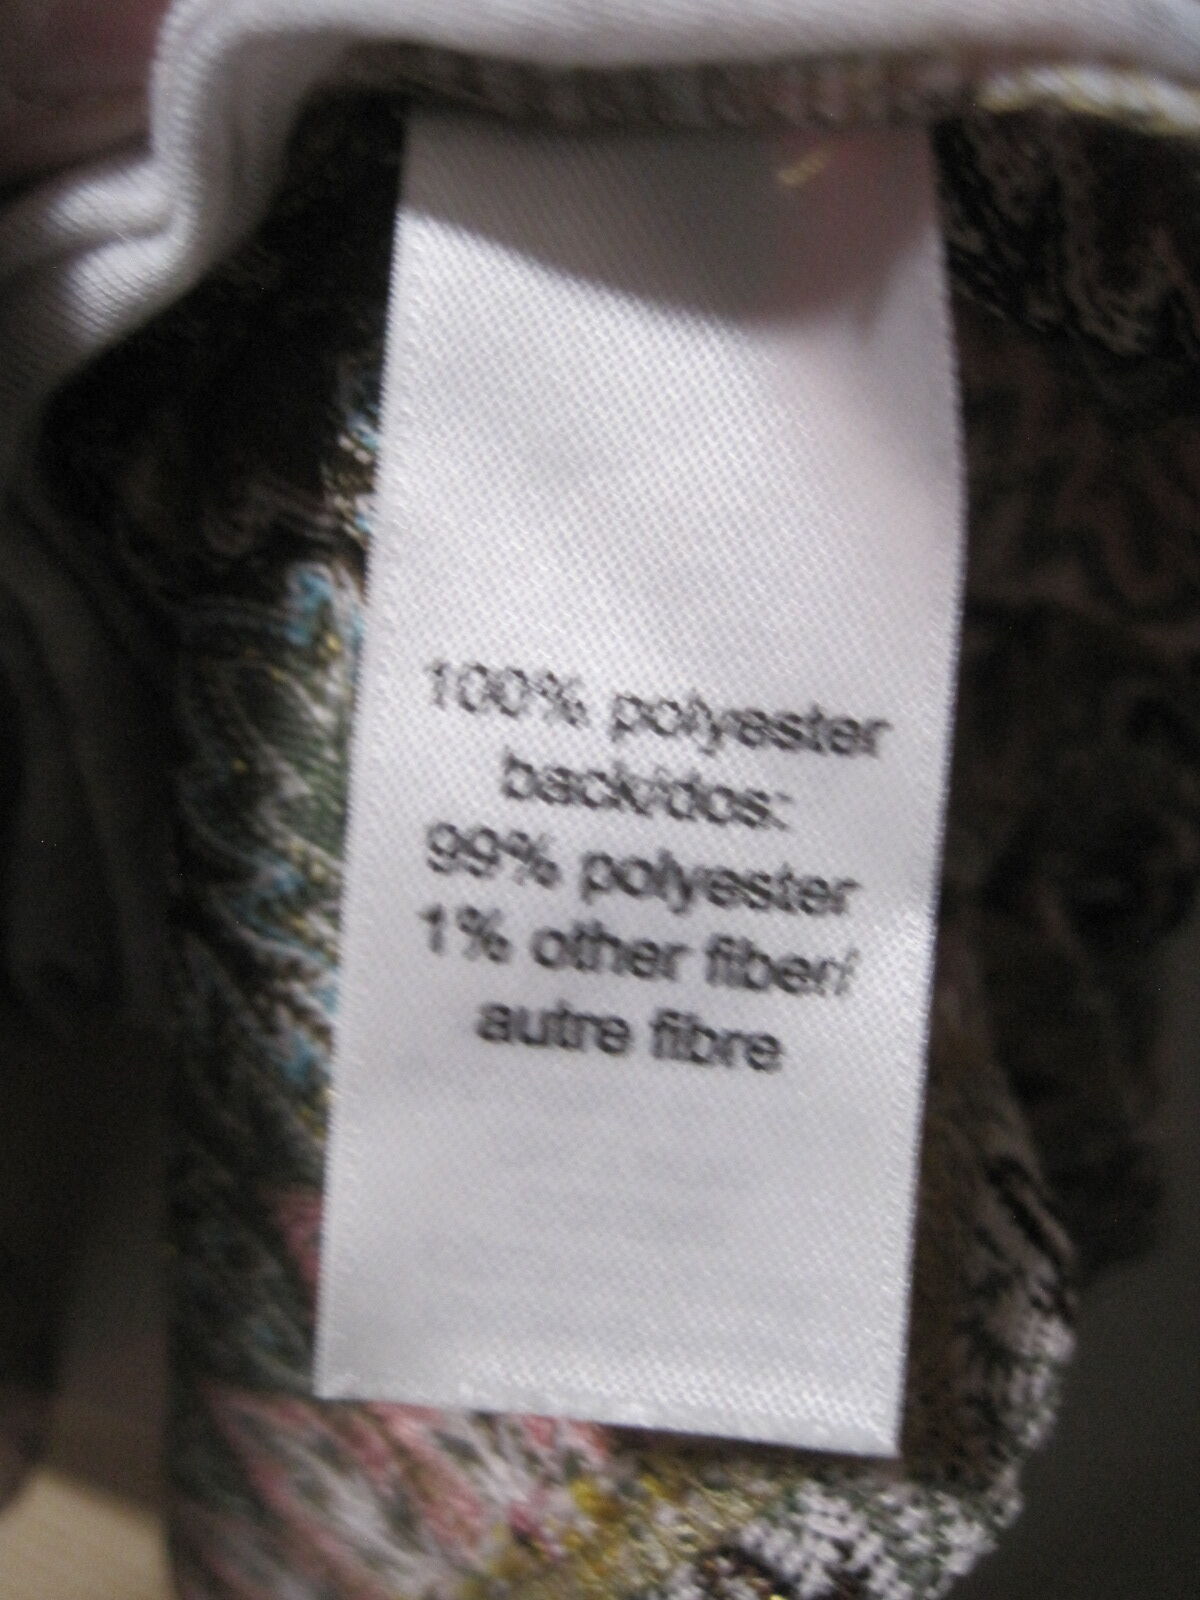 100% polyester
back/dos:
99% polyester
1% other fiber/
autre fibre